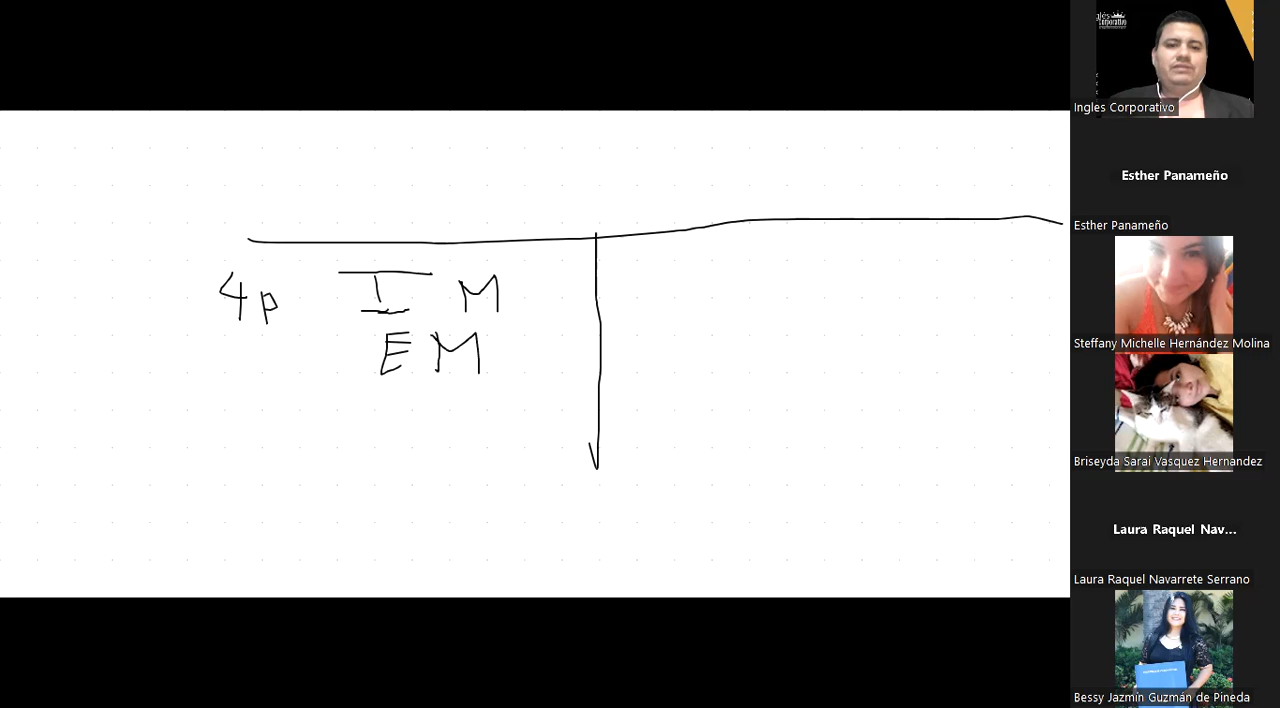 Ingles Corporativo
Esther Panameño
Esther Panameño
Steffany Michelle Hernández Molina
Briseyda Sarai Vasquez Hernandez
Laura Raquel Nav...
Laura Raquel Navarrete Serrano
Bessy Jazmín Guzmán de Pineda
4p I M
E M